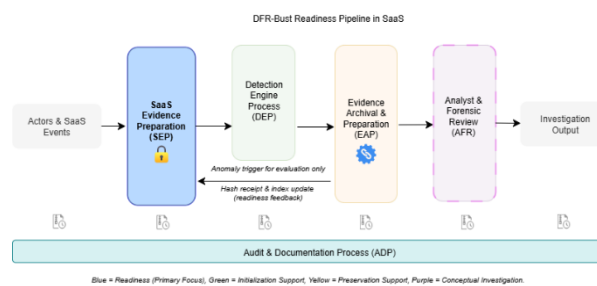 DFR-Bust Readiness Pipeline in SaaS
Actors & SaaS
Events
SaaS
Evidence
Preparation
(SEP)
Detection
Engine
Process
(DEP)
Evidence
Archival &
Preparation
(EAP)
Analyst &
Forensic
Review
(AFR)
Investigation
Output
Anomaly trigger for evaluation only
Hash receipt & index update
(readiness feedback)
Audit & Documentation Process (ADP)
Blue = Readiness (Primary Focus), Green = Initialization Support, Yellow = Preservation Support, Purple = Conceptual Investigation.